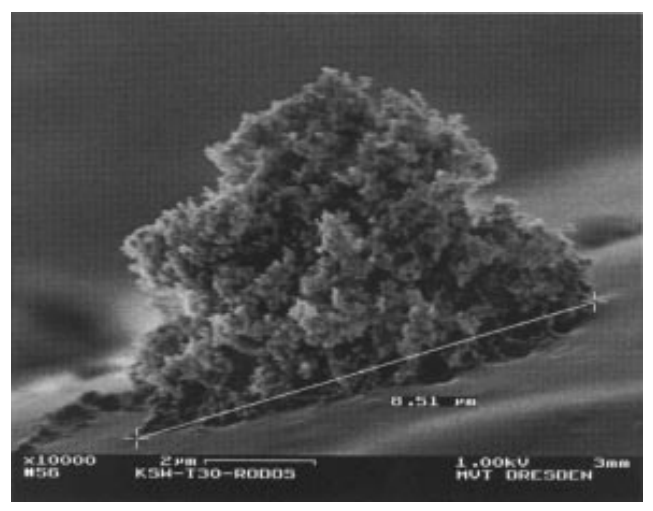 8.51 µm
x10000 2µm 1.00kV 3mm
#56 KSW-T30-RODOS MVT DRESDEN